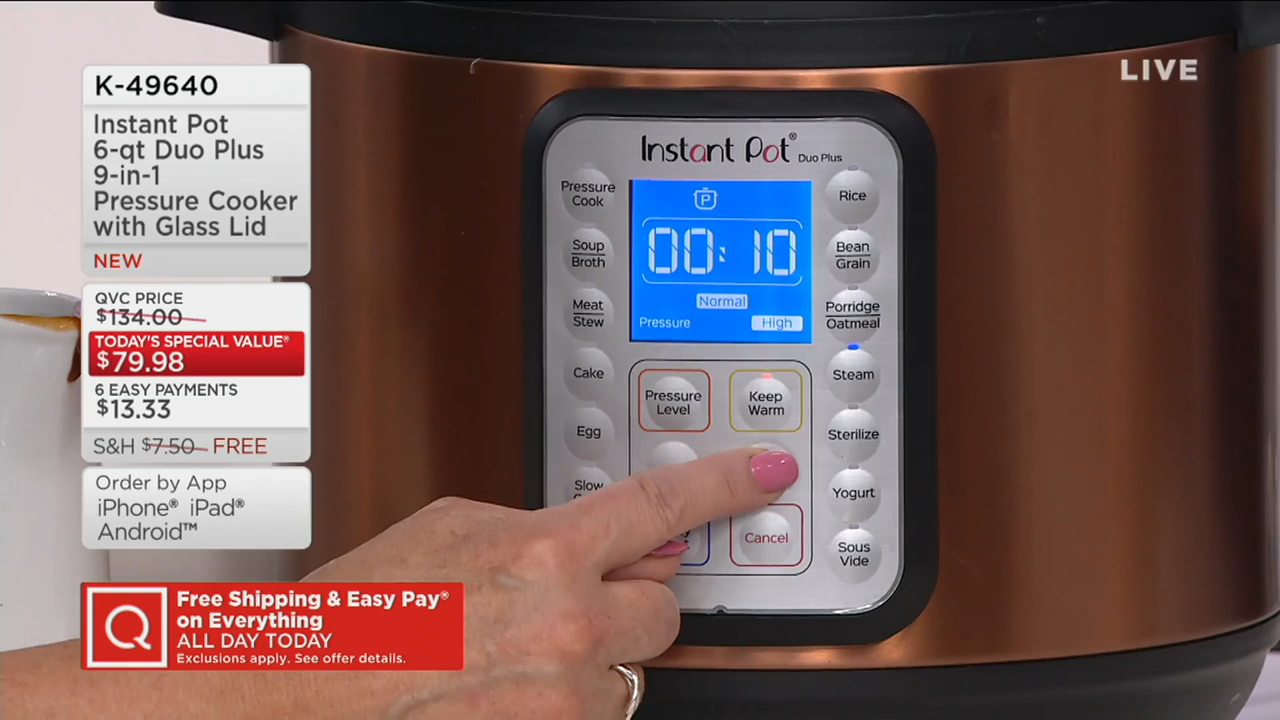 K-49640
Instant Pot
6-qt Duo Plus
9-in-1
Pressure Cooker
with Glass Lid
NEW
QVC PRICE
$134.00
TODAY'S SPECIAL VALUE®
$79.98
6 EASY PAYMENTS
$13.33
S&H $7.50 FREE
Order by App
iPhone® iPad®
Android™
Q
Free Shipping & Easy Pay®
on Everything
ALL DAY TODAY
Exclusions apply. See offer details.
LIVE
Instant Pot®
Duo Plus
Pressure
Cook
Soup
Broth
Meat
Stew
Cake
Egg
Slow
P
00:10
Normal
Pressure High
Pressure
Level
Keep
Warm
Cancel
Rice
Bean
Grain
Porridge
Oatmeal
Steam
Sterilize
Yogurt
Sous
Vide